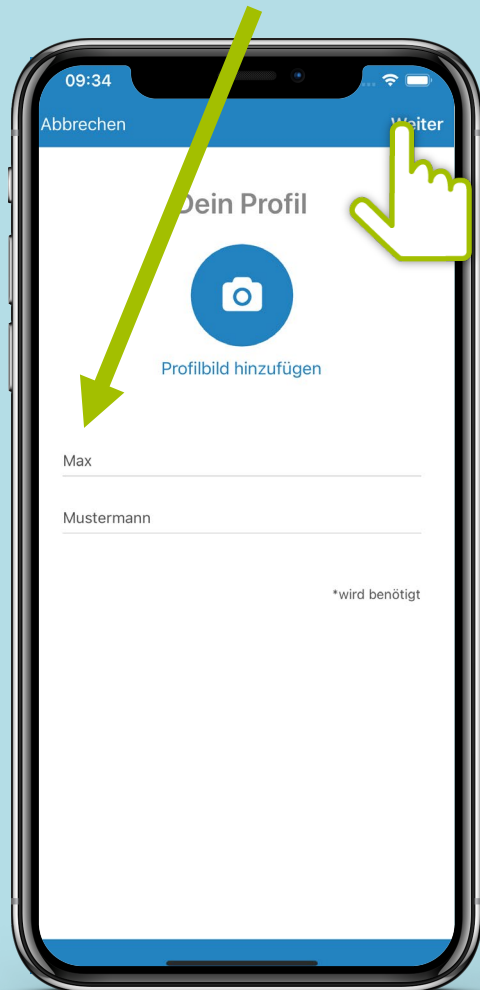 09:34
Abbrechen
Weiter
Dein Profil
Profilbild hinzufügen
Max
Mustermann
*wird benötigt